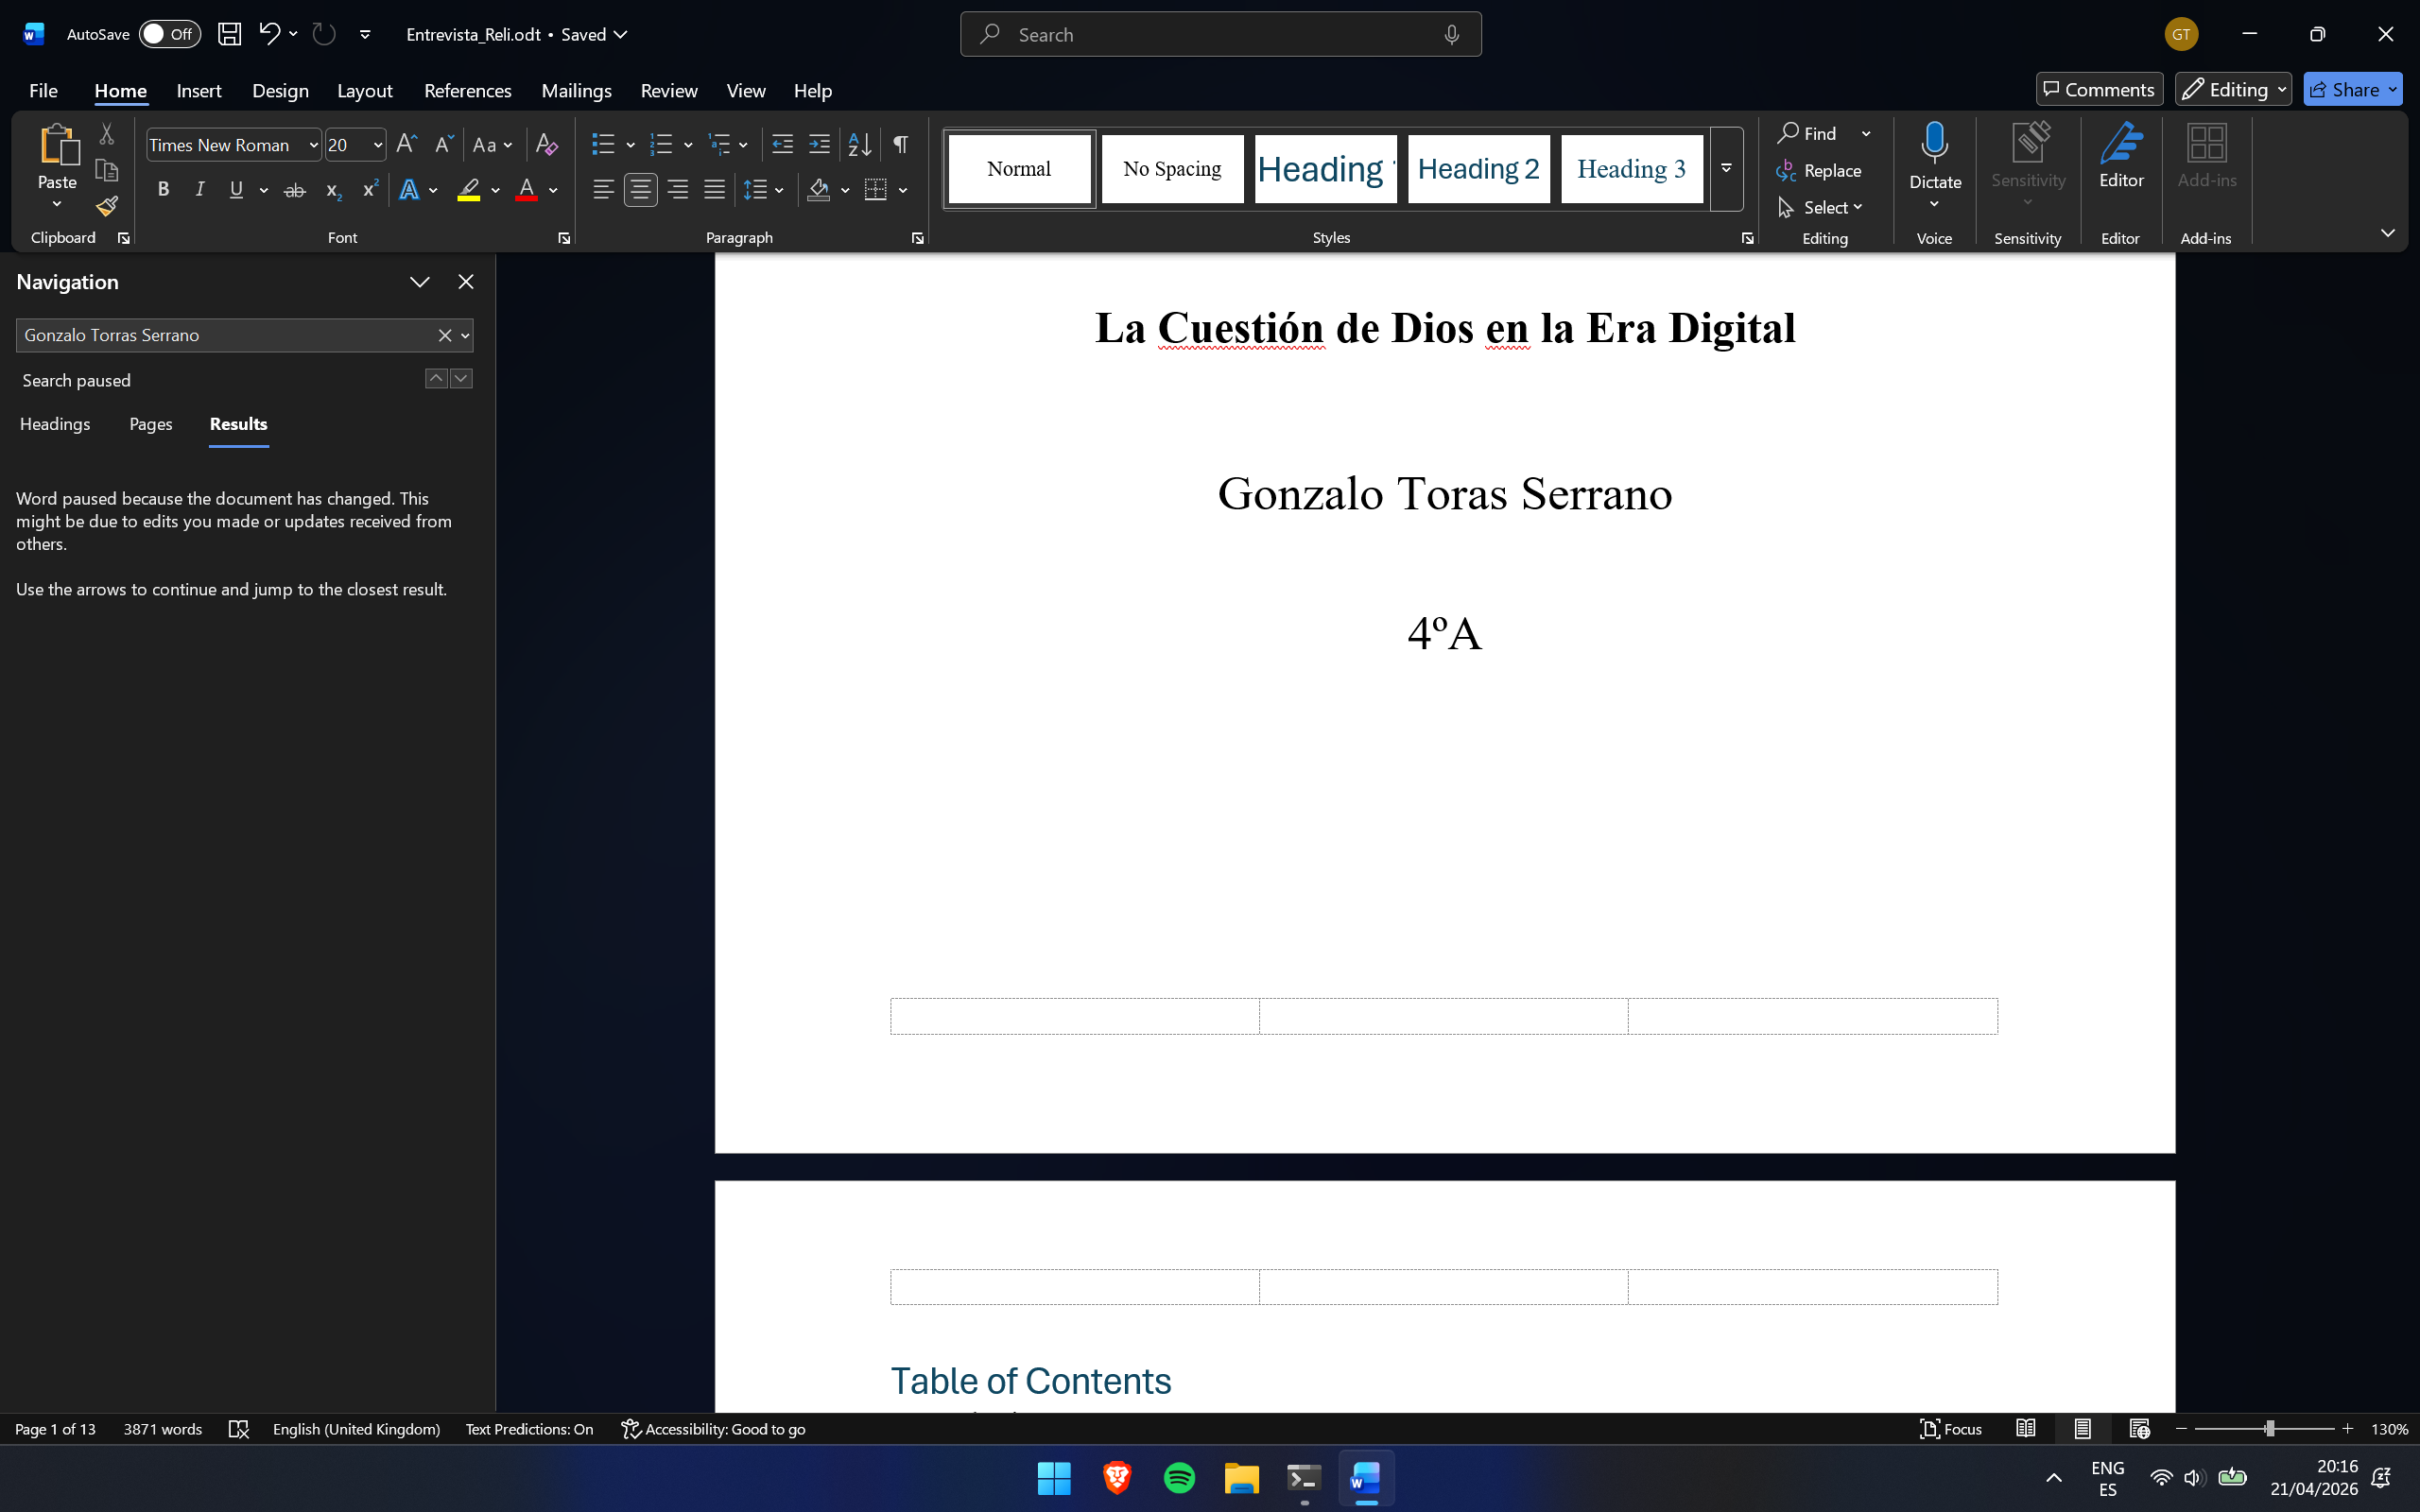 AutoSave Off Entrevista_Reli.odt • Saved Search GT
File Home Insert Design Layout References Mailings Review View Help Comments Editing Share
Paste Times New Roman 20 Aa Normal No Spacing Heading 1 Heading 2 Heading 3 Find Replace Select Dictate Sensitivity Editor Add-ins
Clipboard Font Paragraph Styles Editing Voice Sensitivity Editor Add-ins
Navigation
Gonzalo Torras Serrano
Search paused
Headings Pages Results
Word paused because the document has changed. This
might be due to edits you made or updates received from
others.
Use the arrows to continue and jump to the closest result.
La Cuestión de Dios en la Era Digital
Gonzalo Toras Serrano
4ºA
Table of Contents
Page 1 of 13 3871 words English (United Kingdom) Text Predictions: On Accessibility: Good to go Focus 130%
ENG
ES
20:16
21/04/2026